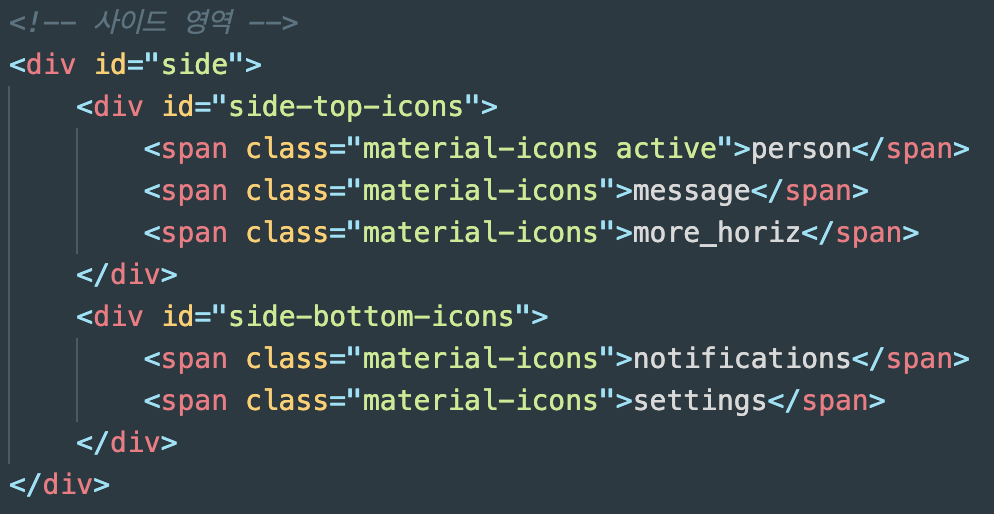 <!-- 사이드 영역 -->
<div id="side">
    <div id="side-top-icons">
        <span class="material-icons active">person</span>
        <span class="material-icons">message</span>
        <span class="material-icons">more_horiz</span>
    </div>
    <div id="side-bottom-icons">
        <span class="material-icons">notifications</span>
        <span class="material-icons">settings</span>
    </div>
</div>